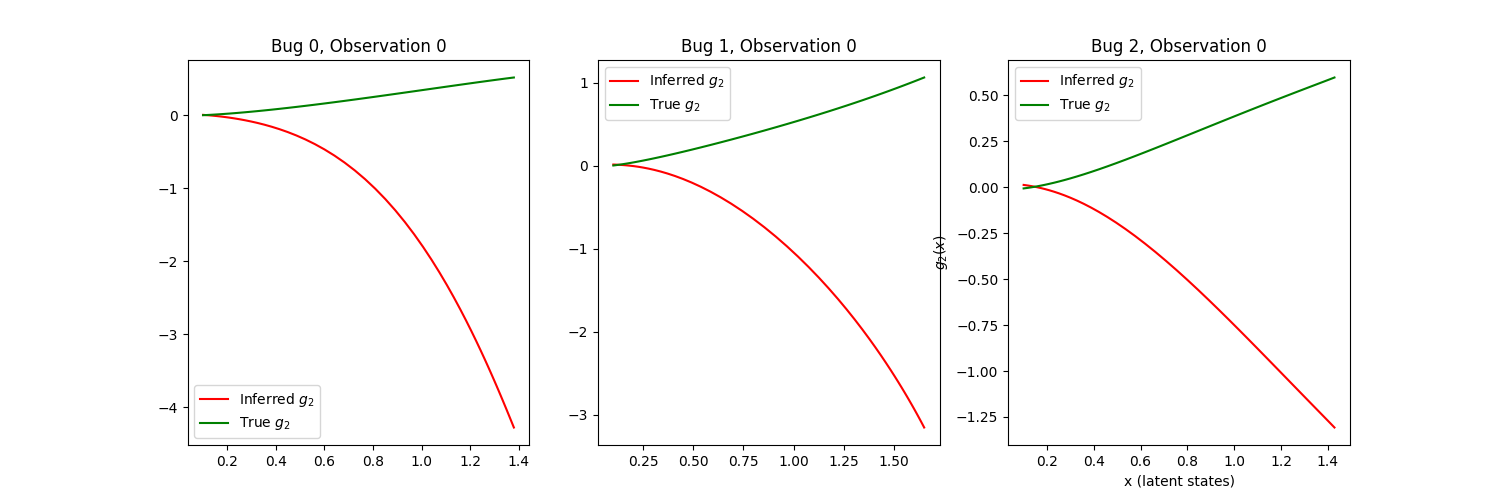 Bug 0, Observation 0
0
−1
−2
−3
−4
Inferred g₂
True g₂
0.2 0.4 0.6 0.8 1.0 1.2 1.4
Bug 1, Observation 0
Inferred g₂
True g₂
1
0
−1
−2
−3
0.25 0.50 0.75 1.00 1.25 1.50
Bug 2, Observation 0
Inferred g₂
True g₂
g₂(x)
0.50
0.25
0.00
−0.25
−0.50
−0.75
−1.00
−1.25
0.2 0.4 0.6 0.8 1.0 1.2 1.4
x (latent states)